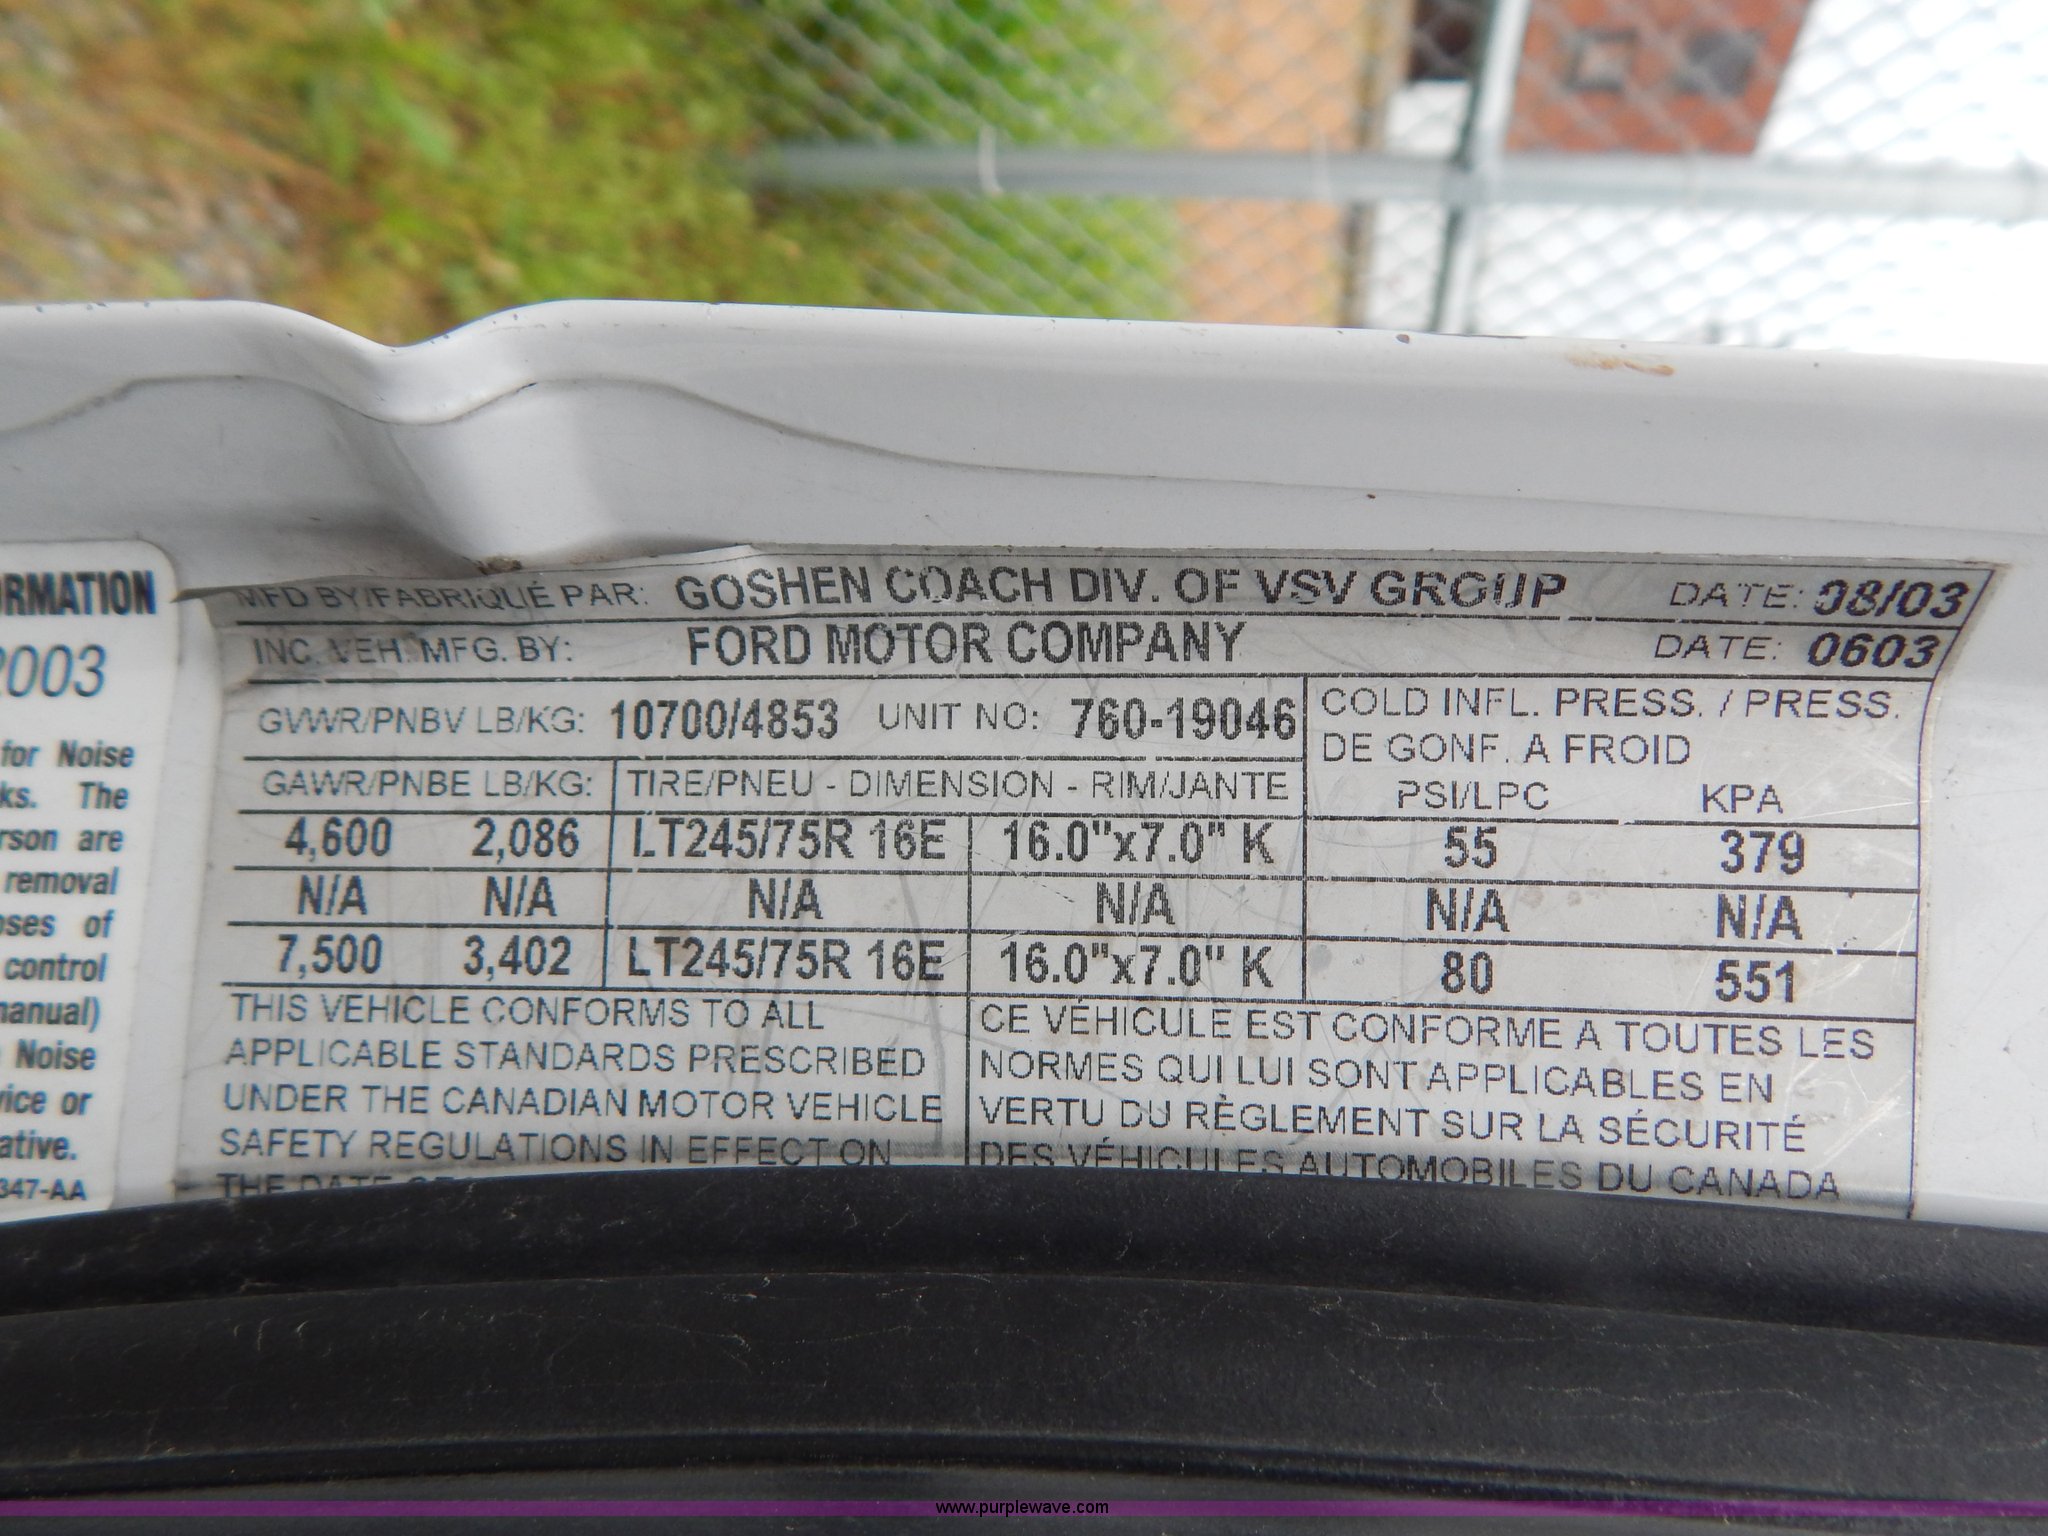 ORMATION
2003
for Noise
ks. The
rson are
removal
oses of
control
manual)
Noise
vice or
ative.
347-AA
MFD BY/FABRIQUÉ PAR: GOSHEN COACH DIV. OF VSV GROUP DATE: 08/03
INC. VEH. MFG. BY: FORD MOTOR COMPANY DATE: 0603
GVWR/PNBV LB/KG: 10700/4853 UNIT NO: 760-19046
COLD INFL. PRESS. / PRESS.
DE GONF. A FROID
GAWR/PNBE LB/KG: TIRE/PNEU - DIMENSION - RIM/JANTE PSI/LPC KPA
4,600 2,086 LT245/75R 16E 16.0"x7.0" K 55 379
N/A N/A N/A N/A N/A N/A
7,500 3,402 LT245/75R 16E 16.0"x7.0" K 80 551
THIS VEHICLE CONFORMS TO ALL
APPLICABLE STANDARDS PRESCRIBED
UNDER THE CANADIAN MOTOR VEHICLE
SAFETY REGULATIONS IN EFFECT ON
THE DATE OF
CE VÉHICULE EST CONFORME A TOUTES LES
NORMES QUI LUI SONT APPLICABLES EN
VERTU DU RÈGLEMENT SUR LA SÉCURITÉ
DES VÉHICULES AUTOMOBILES DU CANADA
www.purplewave.com